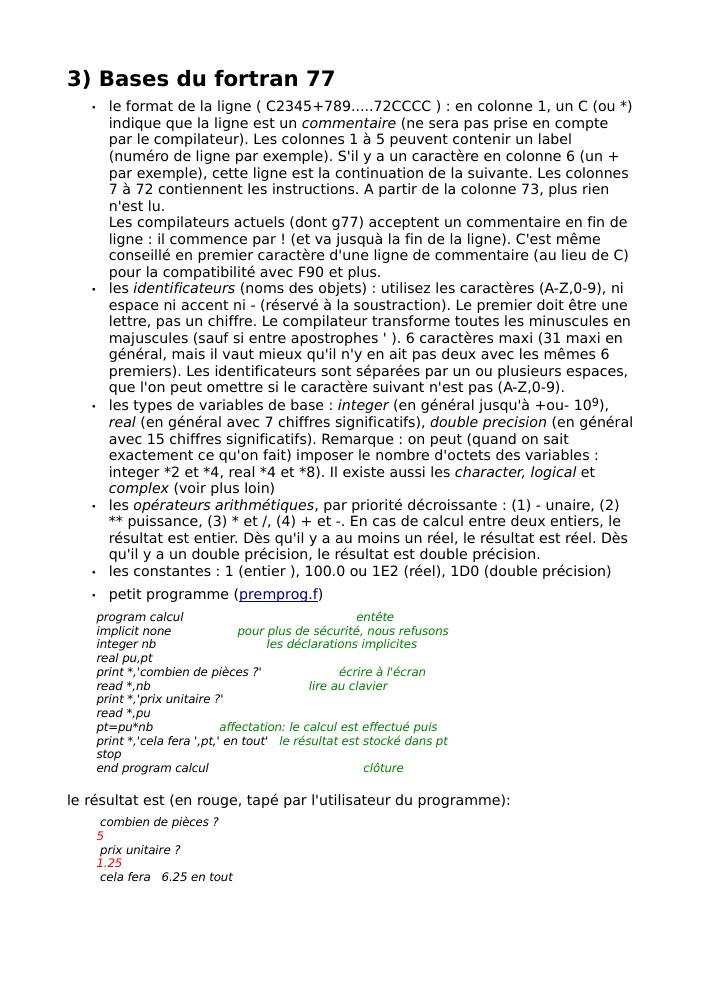 3) Bases du fortran 77
• le format de la ligne ( C2345+789.....72CCCC ) : en colonne 1, un C (ou *)
indique que la ligne est un commentaire (ne sera pas prise en compte
par le compilateur). Les colonnes 1 à 5 peuvent contenir un label
(numéro de ligne par exemple). S'il y a un caractère en colonne 6 (un +
par exemple), cette ligne est la continuation de la suivante. Les colonnes
7 à 72 contiennent les instructions. A partir de la colonne 73, plus rien
n'est lu.
Les compilateurs actuels (dont g77) acceptent un commentaire en fin de
ligne : il commence par ! (et va jusquà la fin de la ligne). C'est même
conseillé en premier caractère d'une ligne de commentaire (au lieu de C)
pour la compatibilité avec F90 et plus.
• les identificateurs (noms des objets) : utilisez les caractères (A-Z,0-9), ni
espace ni accent ni - (réservé à la soustraction). Le premier doit être une
lettre, pas un chiffre. Le compilateur transforme toutes les minuscules en
majuscules (sauf si entre apostrophes ' ). 6 caractères maxi (31 maxi en
général, mais il vaut mieux qu'il n'y en ait pas deux avec les mêmes 6
premiers). Les identificateurs sont séparées par un ou plusieurs espaces,
que l'on peut omettre si le caractère suivant n'est pas (A-Z,0-9).
• les types de variables de base : integer (en général jusqu'à +ou- 10⁹),
real (en général avec 7 chiffres significatifs), double precision (en général
avec 15 chiffres significatifs). Remarque : on peut (quand on sait
exactement ce qu'on fait) imposer le nombre d'octets des variables :
integer *2 et *4, real *4 et *8). Il existe aussi les character, logical et
complex (voir plus loin)
• les opérateurs arithmétiques, par priorité décroissante : (1) - unaire, (2)
** puissance, (3) * et /, (4) + et -. En cas de calcul entre deux entiers, le
résultat est entier. Dès qu'il y a au moins un réel, le résultat est réel. Dès
qu'il y a un double précision, le résultat est double précision.
• les constantes : 1 (entier ), 100.0 ou 1E2 (réel), 1D0 (double précision)
• petit programme (premprog.f)
program calcul entête
implicit none pour plus de sécurité, nous refusons
integer nb les déclarations implicites
real pu,pt
print *,'combien de pièces ?' écrire à l'écran
read *,nb lire au clavier
print *,'prix unitaire ?'
read *,pu
pt=pu*nb affectation: le calcul est effectué puis
print *,'cela fera ',pt,' en tout' le résultat est stocké dans pt
stop
end program calcul clôture
le résultat est (en rouge, tapé par l'utilisateur du programme):
combien de pièces ?
5
prix unitaire ?
1.25
cela fera 6.25 en tout